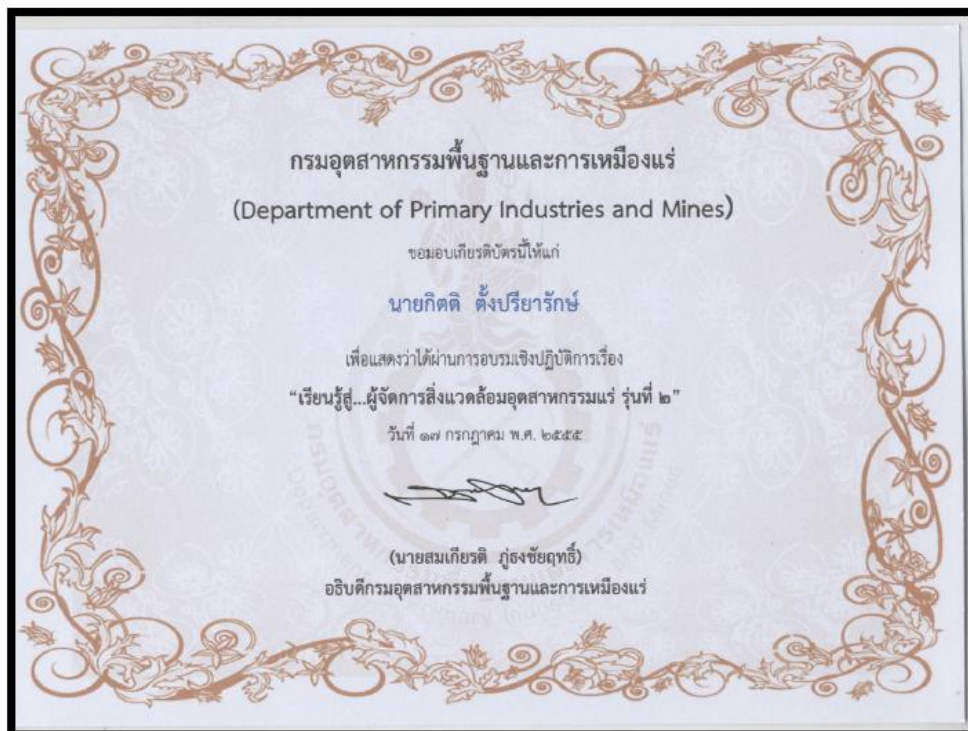 กรมอุตสาหกรรมพื้นฐานและการเหมืองแร่
(Department of Primary Industries and Mines)
ขอมอบเกียรติบัตรนี้ให้แก่
นายกิตติ ตั้งปรียารักษ์
เพื่อแสดงว่าได้ผ่านการอบรมเชิงปฏิบัติการเรื่อง
“เรียนรู้สู่...ผู้จัดการสิ่งแวดล้อมอุตสาหกรรมแร่ รุ่นที่ ๒”
วันที่ ๑๗ กรกฎาคม พ.ศ. ๒๕๕๕
(นายสมเกียรติ ภู่ธงชัยฤทธิ์)
อธิบดีกรมอุตสาหกรรมพื้นฐานและการเหมืองแร่